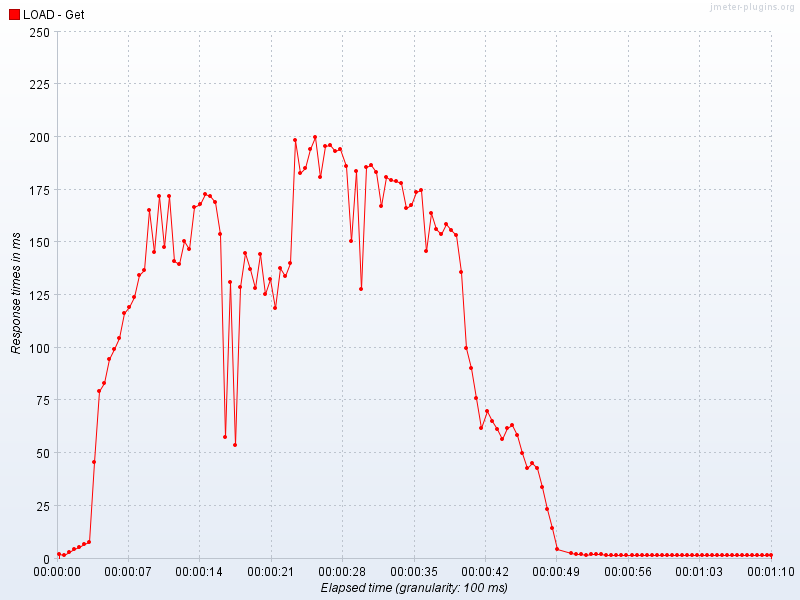 jmeter-plugins.org
LOAD - Get
250
225
200
175
150
125
100
75
50
25
0
Response times in ms
00:00:00 00:00:07 00:00:14 00:00:21 00:00:28 00:00:35 00:00:42 00:00:49 00:00:56 00:01:03 00:01:10
Elapsed time (granularity: 100 ms)